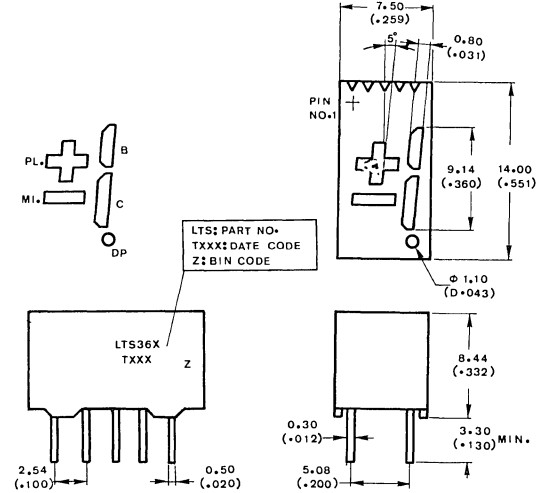 7.50
(.259)
5°
0.80
(.031)
PIN
NO.1
PL.
B
MI.
C
DP
9.14
(.360)
14.00
(.551)
Φ 1.10
(D.043)
LTS: PART NO.
TXXX: DATE CODE
Z: BIN CODE
LTS36X
TXXX
Z
8.44
(.332)
0.30
(.012)
3.30
(.130) MIN.
2.54
(.100)
0.50
(.020)
5.08
(.200)